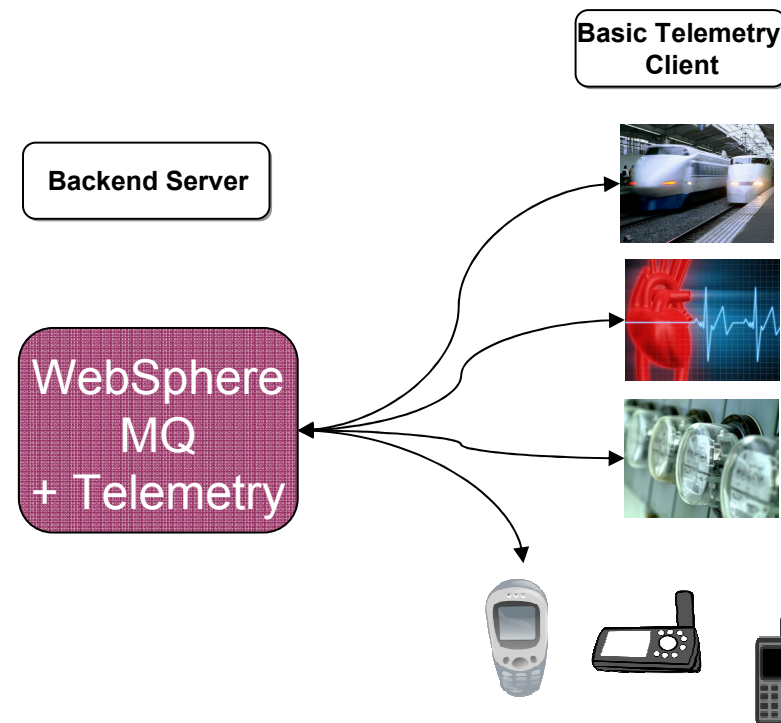 Basic Telemetry
Client
Backend Server
WebSphere
MQ
+ Telemetry